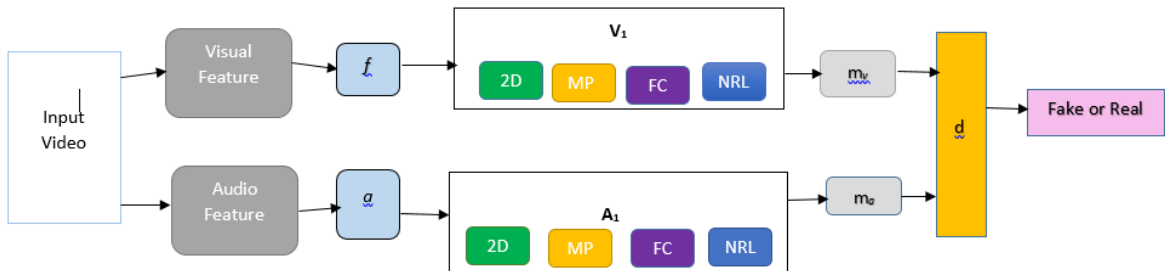 Input
Video
Visual
Feature
f
V₁
2D
MP
FC
NRL
mᵥ
Audio
Feature
a
A₁
2D
MP
FC
NRL
mₐ
d
Fake or Real